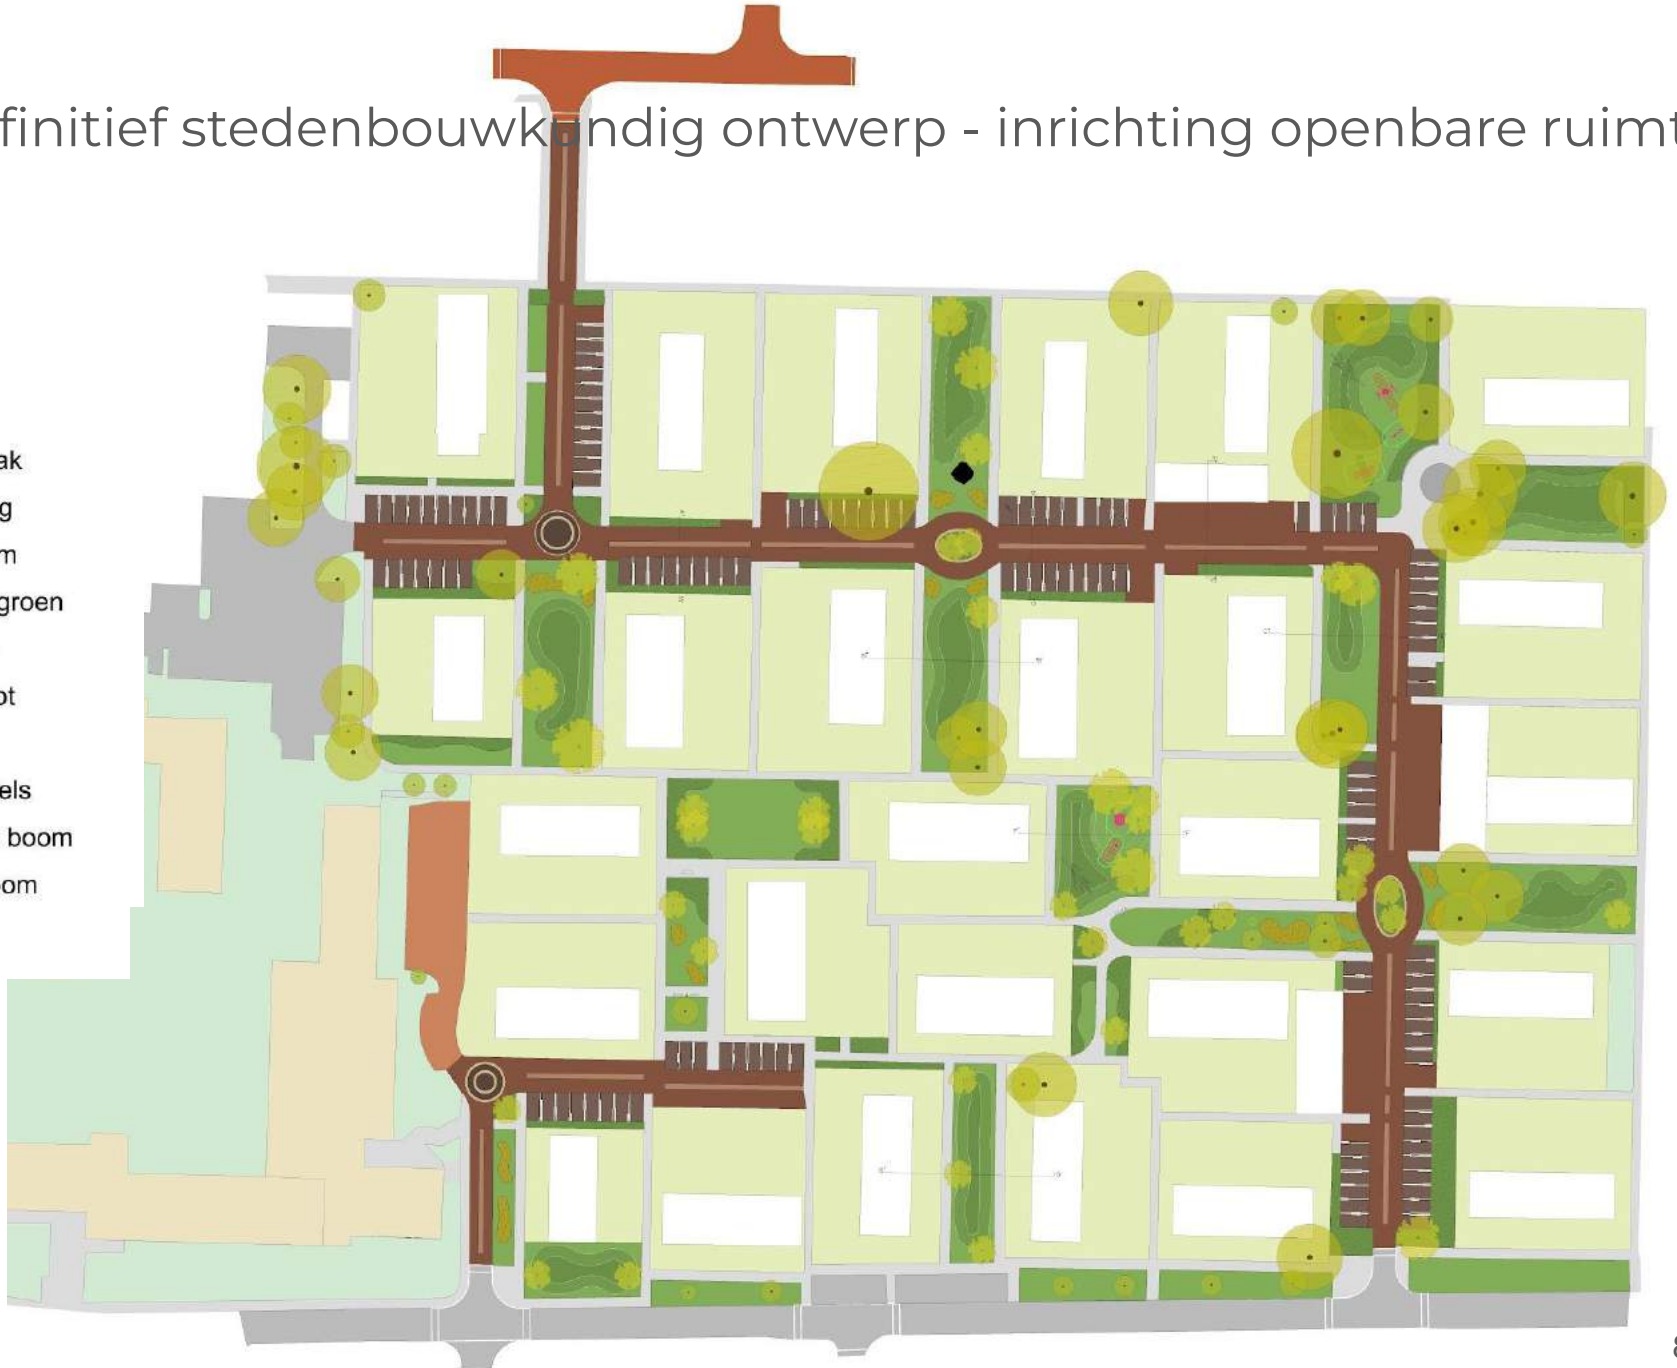 finitief stedenbouwkundig ontwerp - inrichting openbare ruimt
ak
g
m
groen
ot
els
boom
om